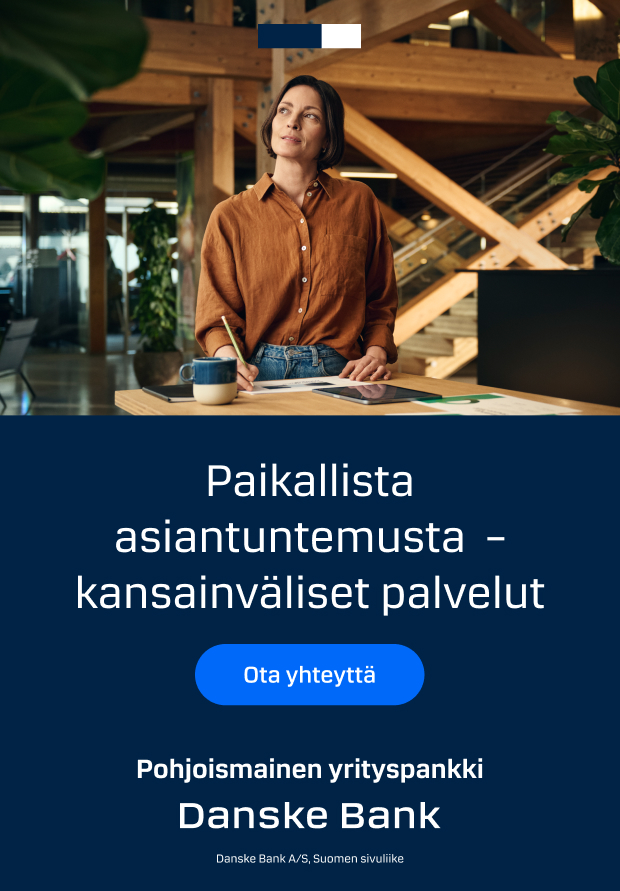 Paikallista
asiantuntemusta –
kansainväliset palvelut
Ota yhteyttä
Pohjoismainen yrityspankki
Danske Bank
Danske Bank A/S, Suomen sivuliike